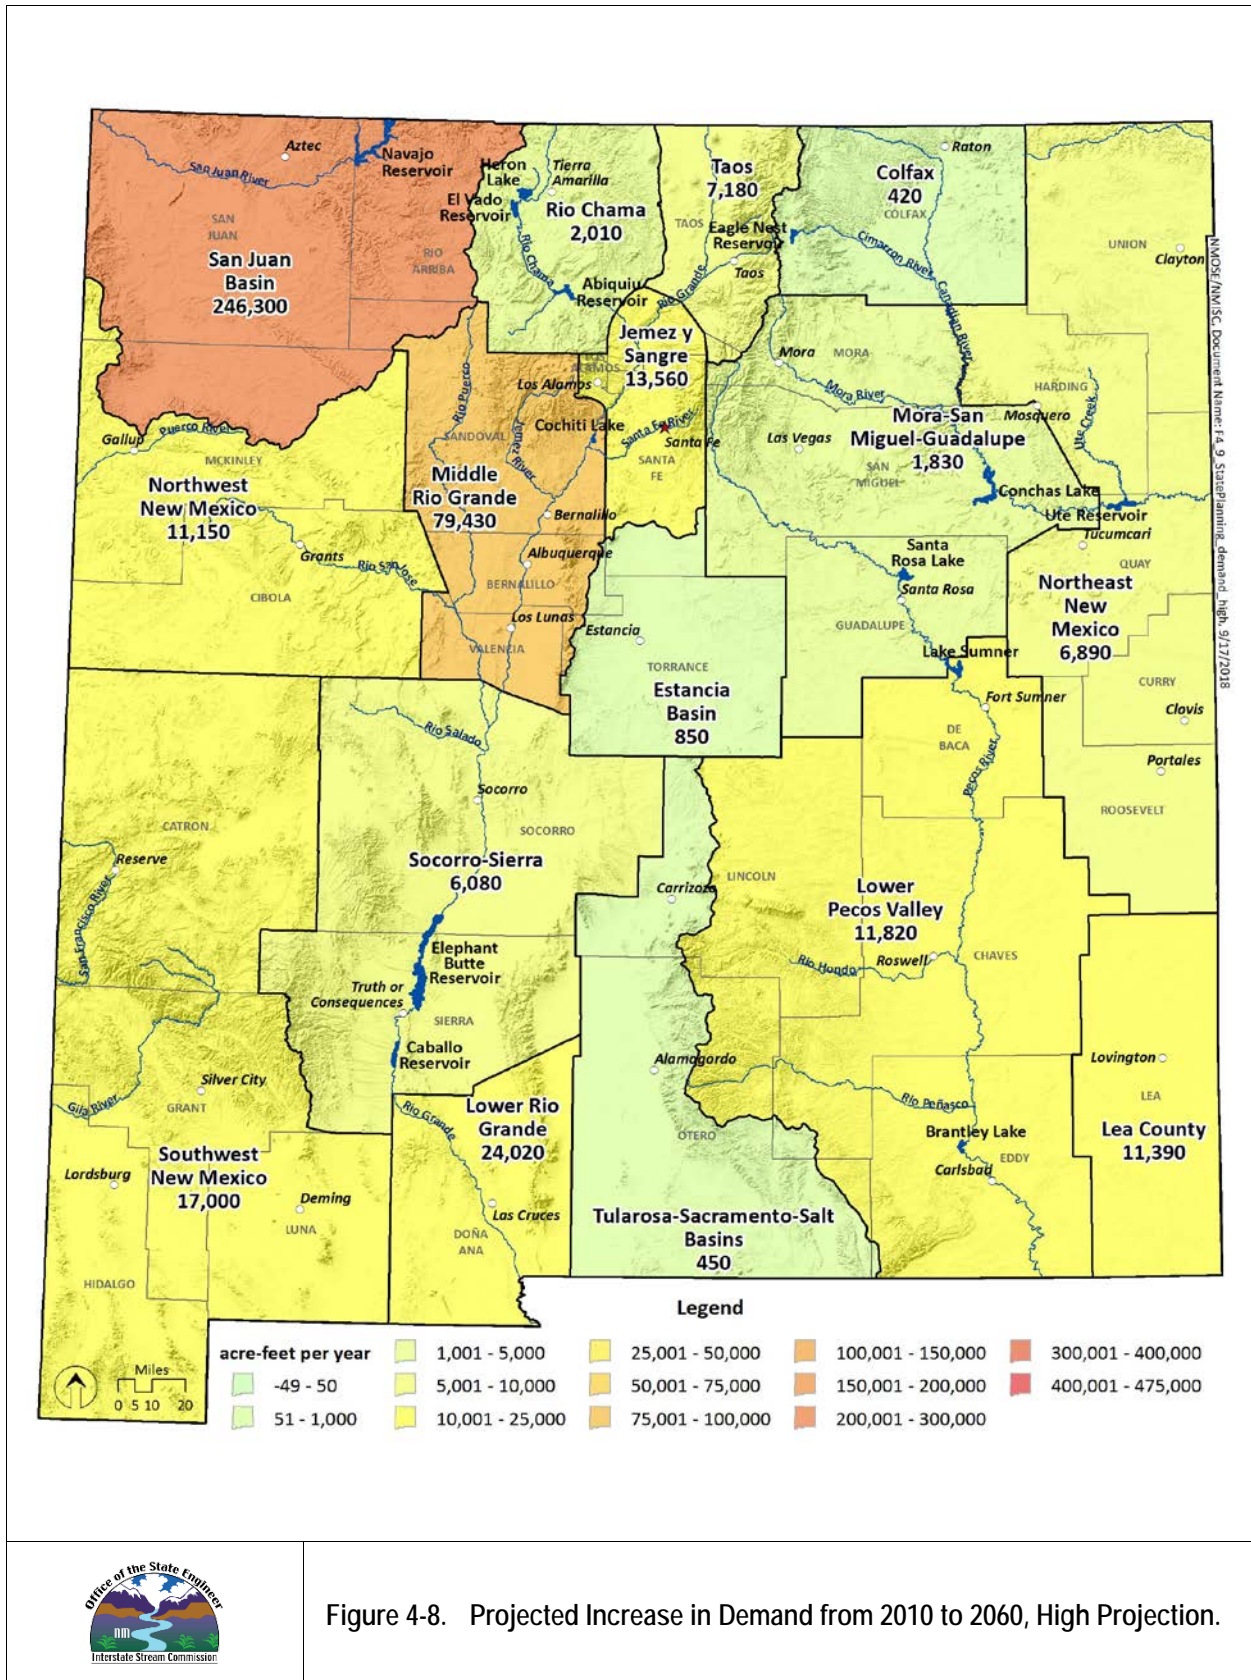 Aztec
San Juan River
Navajo
Reservoir
SAN
JUAN
RIO
ARRIBA
San Juan
Basin
246,300
Heron
Lake
Tierra
Amarilla
El Vado
Reservoir
Rio Chama
2,010
Rio Chama
Abiquiu
Reservoir
Taos
7,180
TAOS
Eagle Nest
Reservoir
Taos
Rio Grande
Colfax
420
COLFAX
Raton
Cimarron River
Canadian River
UNION
Clayton
Jemez y
Sangre
13,560
LOS
ALAMOS
Los Alamos
Cochiti Lake
Santa Fe River
Santa Fe
SANTA
FE
Mora
MORA
Mora River
HARDING
Mosquero
Ute Creek
Mora-San
Miguel-Guadalupe
1,830
Las Vegas
SAN
MIGUEL
Conchas Lake
Ute Reservoir
Tucumcari
Gallup
Puerco River
MCKINLEY
Northwest
New Mexico
11,150
Grants
Rio San Jose
CIBOLA
Rio Puerco
SANDOVAL
Jemez
River
Middle
Rio Grande
79,430
Bernalillo
Albuquerque
BERNALILLO
Los Lunas
VALENCIA
Estancia
TORRANCE
Estancia
Basin
850
Santa
Rosa Lake
Santa Rosa
GUADALUPE
Lake Sumner
QUAY
Northeast
New
Mexico
6,890
CURRY
Clovis
Portales
ROOSEVELT
Fort Sumner
DE
BACA
Pecos River
Rio Salado
Socorro
SOCORRO
Socorro-Sierra
6,080
CATRON
Reserve
San Francisco River
Elephant
Butte
Reservoir
Truth or
Consequences
SIERRA
Caballo
Reservoir
Carrizozo
LINCOLN
Lower
Pecos Valley
11,820
Rio Hondo
Roswell
CHAVES
Alamogordo
Rio Peñasco
OTERO
Brantley Lake
EDDY
Carlsbad
Lovington
LEA
Lea County
11,390
Silver City
Gila River
GRANT
Southwest
New Mexico
17,000
Lordsburg
Deming
LUNA
HIDALGO
Rio Grande
Lower Rio
Grande
24,020
Las Cruces
DOÑA
ANA
Tularosa-Sacramento-Salt
Basins
450
NMOSE/NMISC, Document Name: F4_9_StatePlanning_demand_high, 9/17/2018
Legend
acre-feet per year
-49 - 50
51 - 1,000
1,001 - 5,000
5,001 - 10,000
10,001 - 25,000
25,001 - 50,000
50,001 - 75,000
75,001 - 100,000
100,001 - 150,000
150,001 - 200,000
200,001 - 300,000
300,001 - 400,000
400,001 - 475,000
Miles
0 5 10 20
Office of the State Engineer
nm
Interstate Stream Commission
Figure 4-8. Projected Increase in Demand from 2010 to 2060, High Projection.